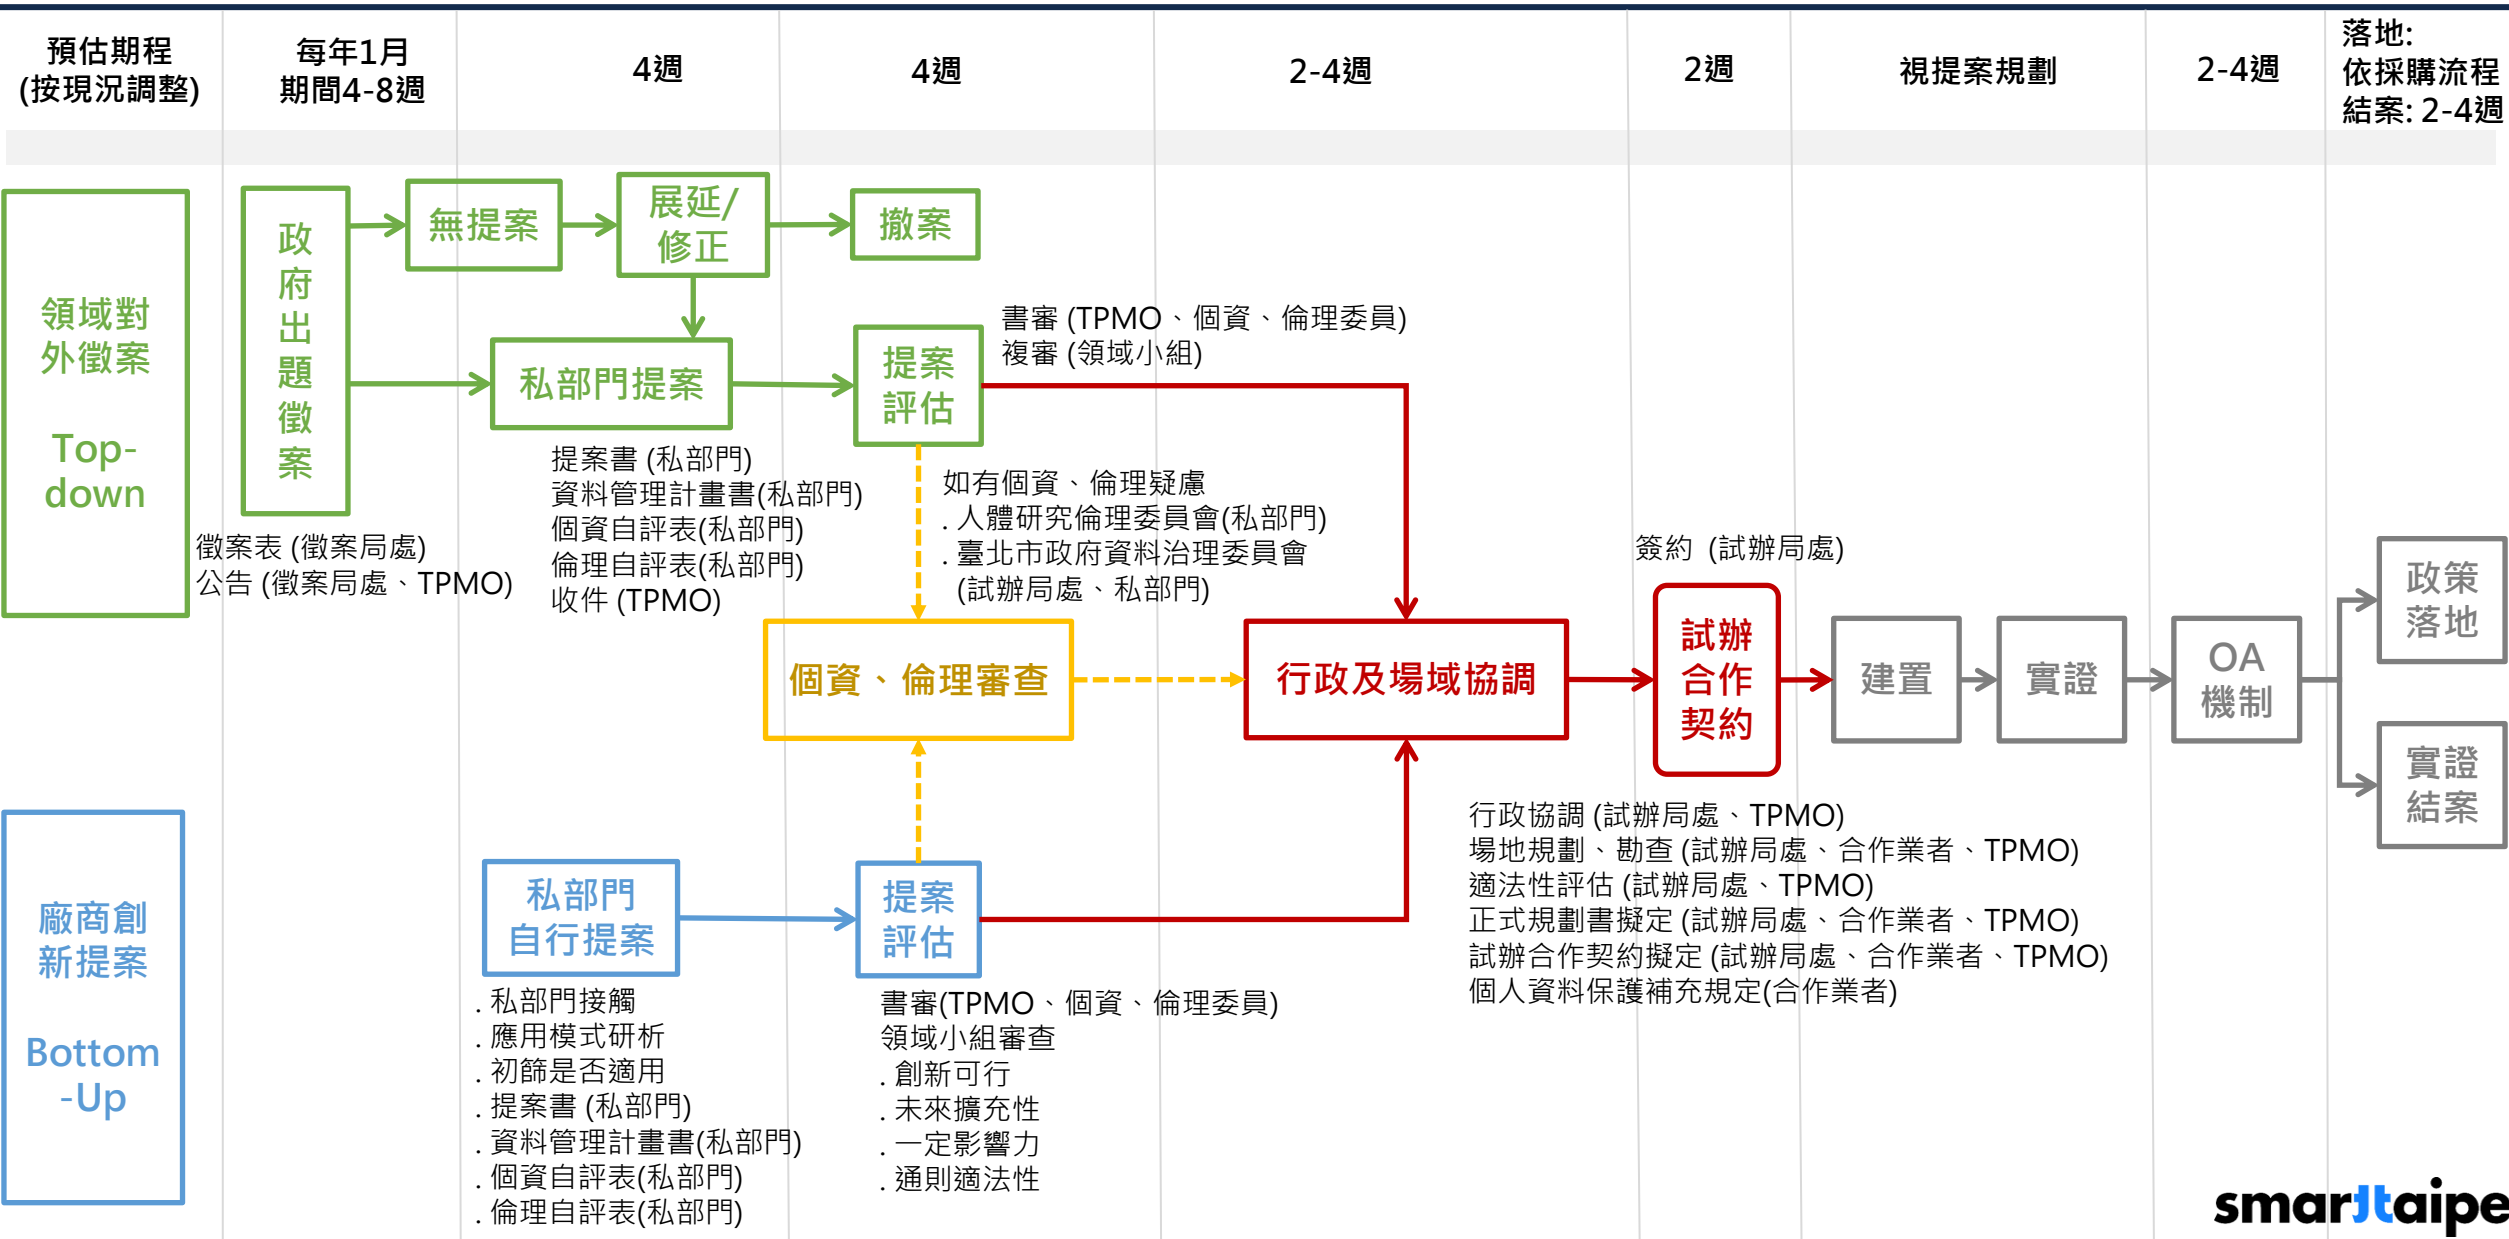 預估期程
(按現況調整)
每年1月
期間4-8週
4週
4週
2-4週
2週
視提案規劃
2-4週
落地:
依採購流程
結案: 2-4週
領域對
外徵案
Top-
down
政
府
出
題
徵
案
無提案
展延/
修正
撤案
私部門提案
提案
評估
書審 (TPMO、個資、倫理委員)
複審 (領域小組)
徵案表 (徵案局處)
公告 (徵案局處、TPMO)
提案書 (私部門)
資料管理計畫書(私部門)
個資自評表(私部門)
倫理自評表(私部門)
收件 (TPMO)
如有個資、倫理疑慮
. 人體研究倫理委員會(私部門)
. 臺北市政府資料治理委員會
(試辦局處、私部門)
個資、倫理審查
行政及場域協調
簽約 (試辦局處)
試辦
合作
契約
建置
實證
OA
機制
政策
落地
實證
結案
行政協調 (試辦局處、TPMO)
場地規劃、勘查 (試辦局處、合作業者、TPMO)
適法性評估 (試辦局處、TPMO)
正式規劃書擬定 (試辦局處、合作業者、TPMO)
試辦合作契約擬定 (試辦局處、合作業者、TPMO)
個人資料保護補充規定(合作業者)
廠商創
新提案
Bottom
-Up
私部門
自行提案
提案
評估
. 私部門接觸
. 應用模式研析
. 初篩是否適用
. 提案書 (私部門)
. 資料管理計畫書(私部門)
. 個資自評表(私部門)
. 倫理自評表(私部門)
書審(TPMO、個資、倫理委員)
領域小組審查
. 創新可行
. 未來擴充性
. 一定影響力
. 通則適法性
smarttaipe